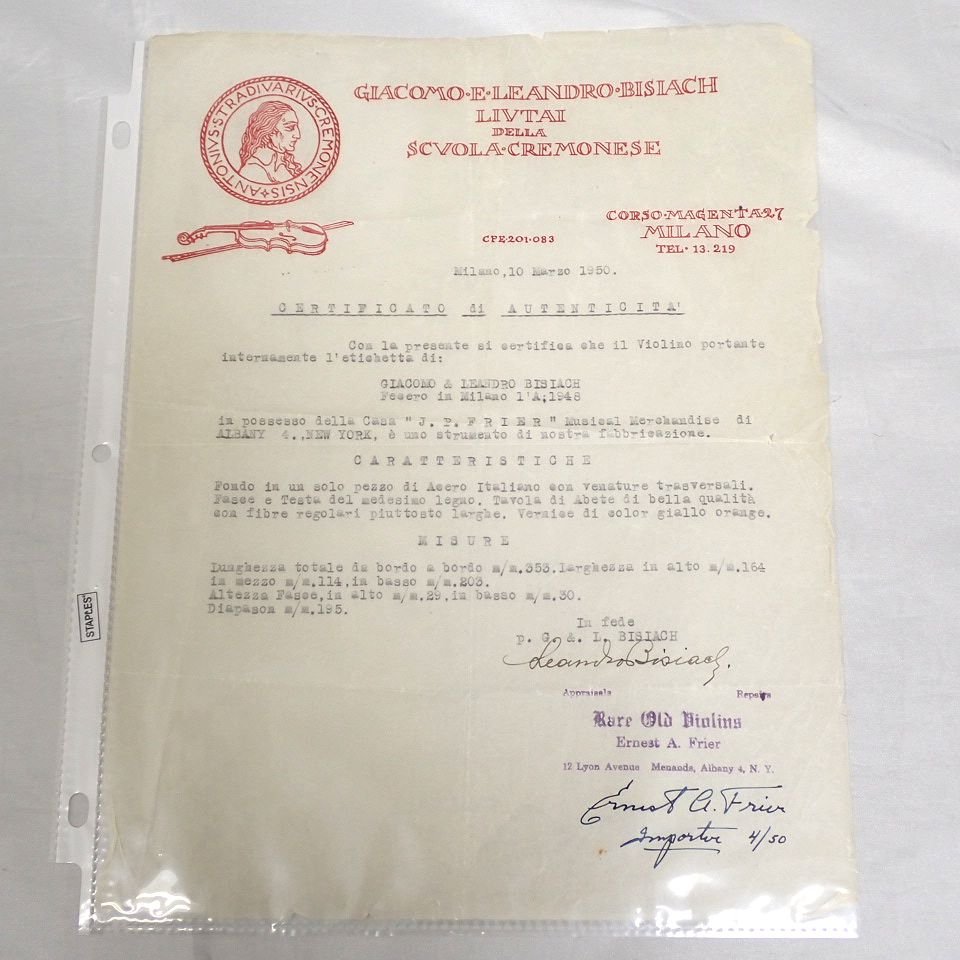 ANTONIVS·STRADIVARIVS·CREMONENSIS
GIACOMO·E·LEANDRO·BISIACH
LIVTAI
DELLA
SCVOLA·CREMONESE
CORSO·MAGENTA·27
MILANO
TEL· 13. 219
CPE·201·083
Milano,10 Marzo 1950.
CERTIFICATO di AUTENTICITA'
Con la presente si certifica che il Violino portante
internamente l'etichetta di:
GIACOMO & LEANDRO BISIACH
Fecero in Milano l'A;1948
in possesso della Casa " J. P. FRIER " Musical Merchandise di
ALBANY 4.,NEW YORK, è uno strumento di nostra fabbricazione.
CARATTERISTICHE
Fondo in un solo pezzo di Acero Italiano con venature trasversali.
Fasce e Testa del medesimo legno. Tavola di Abete di bella qualità
con fibre regolari piuttosto larghe. Vernice di color giallo orange.
MISURE
Lunghezza totale da bordo a bordo m/m.353.Larghezza in alto m/m.164
in mezzo m/m.114,in basso m/m.203.
Altezza Fasce,in alto m/m.29,in basso m/m.30.
Diapason m/m.195.
In fede
p. G. & L. BISIACH
Leandro Bisiach.
Appraisals Repairs
Rare Old Violins
Ernest A. Frier
12 Lyon Avenue Menands, Albany 4, N. Y.
Ernest A. Frier
Importer 4/50
STAPLES